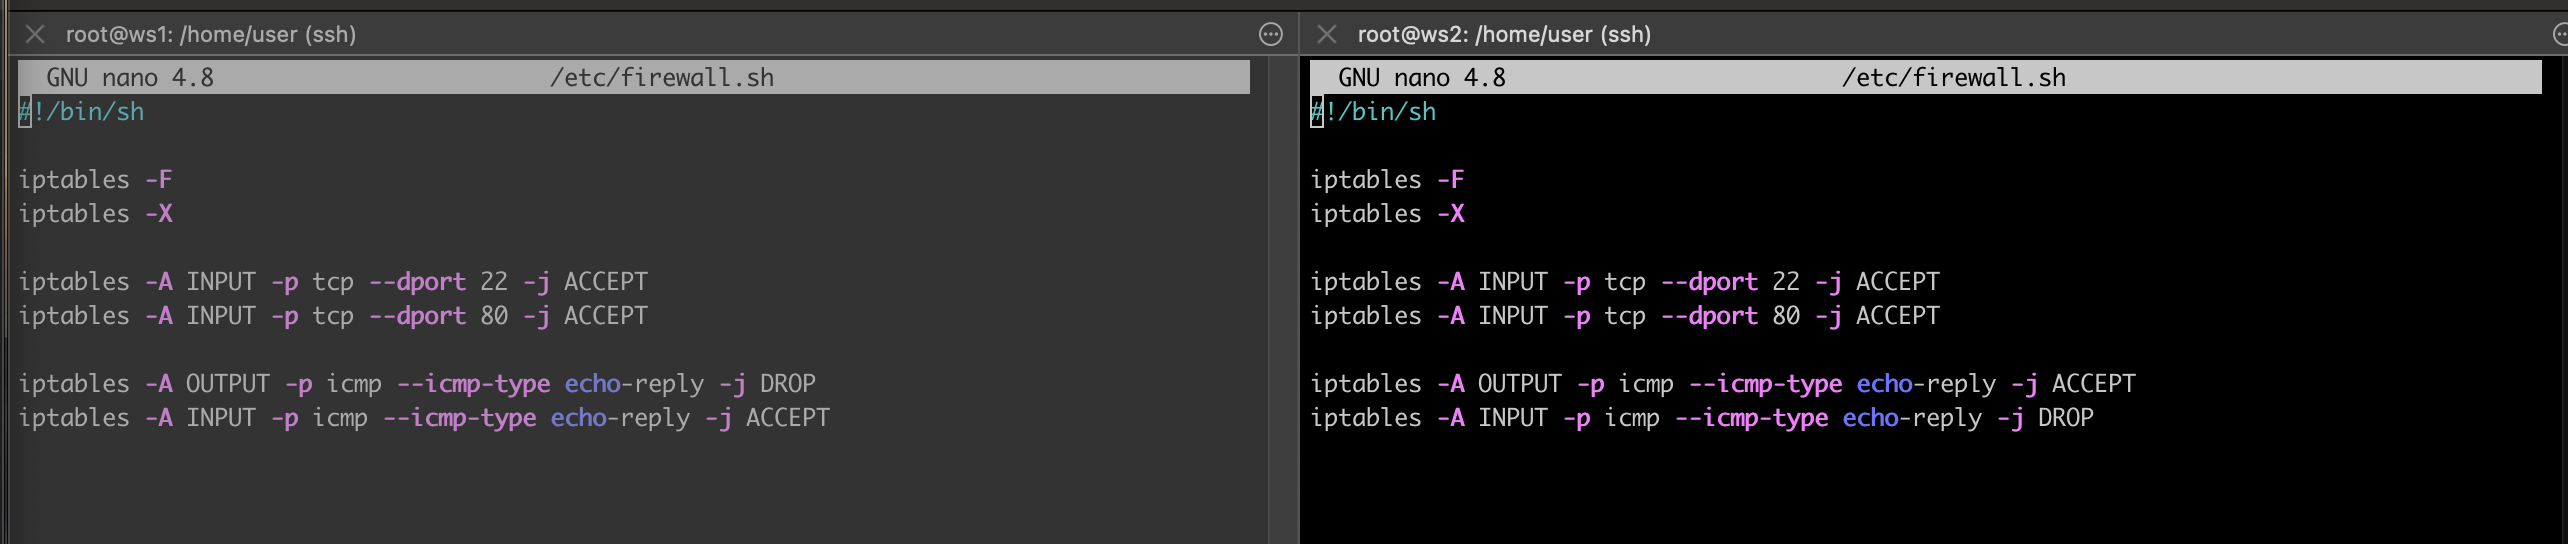 root@ws1: /home/user (ssh)
GNU nano 4.8 /etc/firewall.sh
#!/bin/sh
iptables -F
iptables -X
iptables -A INPUT -p tcp --dport 22 -j ACCEPT
iptables -A INPUT -p tcp --dport 80 -j ACCEPT
iptables -A OUTPUT -p icmp --icmp-type echo-reply -j DROP
iptables -A INPUT -p icmp --icmp-type echo-reply -j ACCEPT
root@ws2: /home/user (ssh)
GNU nano 4.8 /etc/firewall.sh
#!/bin/sh
iptables -F
iptables -X
iptables -A INPUT -p tcp --dport 22 -j ACCEPT
iptables -A INPUT -p tcp --dport 80 -j ACCEPT
iptables -A OUTPUT -p icmp --icmp-type echo-reply -j ACCEPT
iptables -A INPUT -p icmp --icmp-type echo-reply -j DROP